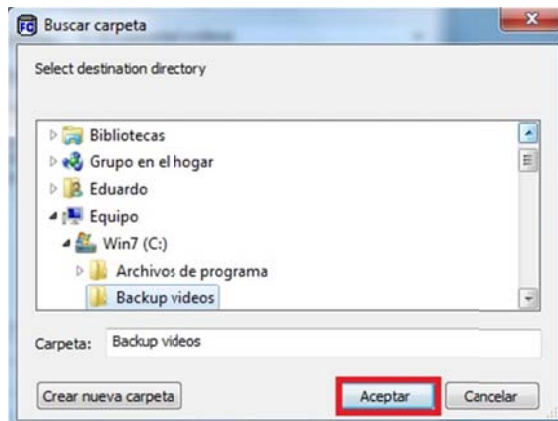 FC Buscar carpeta
Select destination directory
Bibliotecas
Grupo en el hogar
Eduardo
Equipo
Win7 (C:)
Archivos de programa
Backup videos
Carpeta: Backup videos
Crear nueva carpeta Aceptar Cancelar